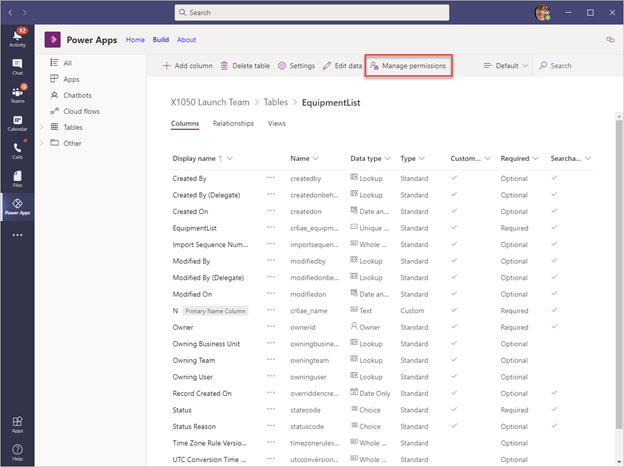 Search
12
Activity
Chat
Teams
Calendar
Calls
Files
Power Apps
Apps
Help
Power Apps Home Build About
All
Apps
Chatbots
Cloud flows
Tables
Other
+ Add column Delete table Settings Edit data Manage permissions Default Search
X1050 Launch Team > Tables > EquipmentList
Columns Relationships Views
Display name ↑ Name Data type Type Custom... Required Searcha...
Created By ··· createdby Lookup Standard ✓ Optional ✓
Created By (Delegate) ··· createdonbeh... Lookup Standard ✓ Optional ✓
Created On ··· createdon Date an... Standard ✓ Optional ✓
EquipmentList ··· cr6ae_equipm... Unique ... Standard ✓ Required ✓
Import Sequence Num... ··· importsequen... Whole ... Standard ✓ Optional ✓
Modified By ··· modifiedby Lookup Standard ✓ Optional ✓
Modified By (Delegate) ··· modifiedonbe... Lookup Standard ✓ Optional ✓
Modified On ··· modifiedon Date an... Standard ✓ Optional ✓
N Primary Name Column ··· cr6ae_name Text Custom ✓ Required ✓
Owner ··· ownerid Owner Standard ✓ Required ✓
Owning Business Unit ··· owningbusine... Lookup Standard ✓ Optional
Owning Team ··· owningteam Lookup Standard ✓ Optional
Owning User ··· owninguser Lookup Standard ✓ Optional
Record Created On ··· overriddencre... Date Only Standard ✓ Optional ✓
Status ··· statecode Choice Standard ✓ Required ✓
Status Reason ··· statuscode Choice Standard ✓ Optional ✓
Time Zone Rule Versio... ··· timezonerulev... Whole ... Standard Optional
UTC Conversion Time ... ··· utcconversion... Whole ... Standard Optional